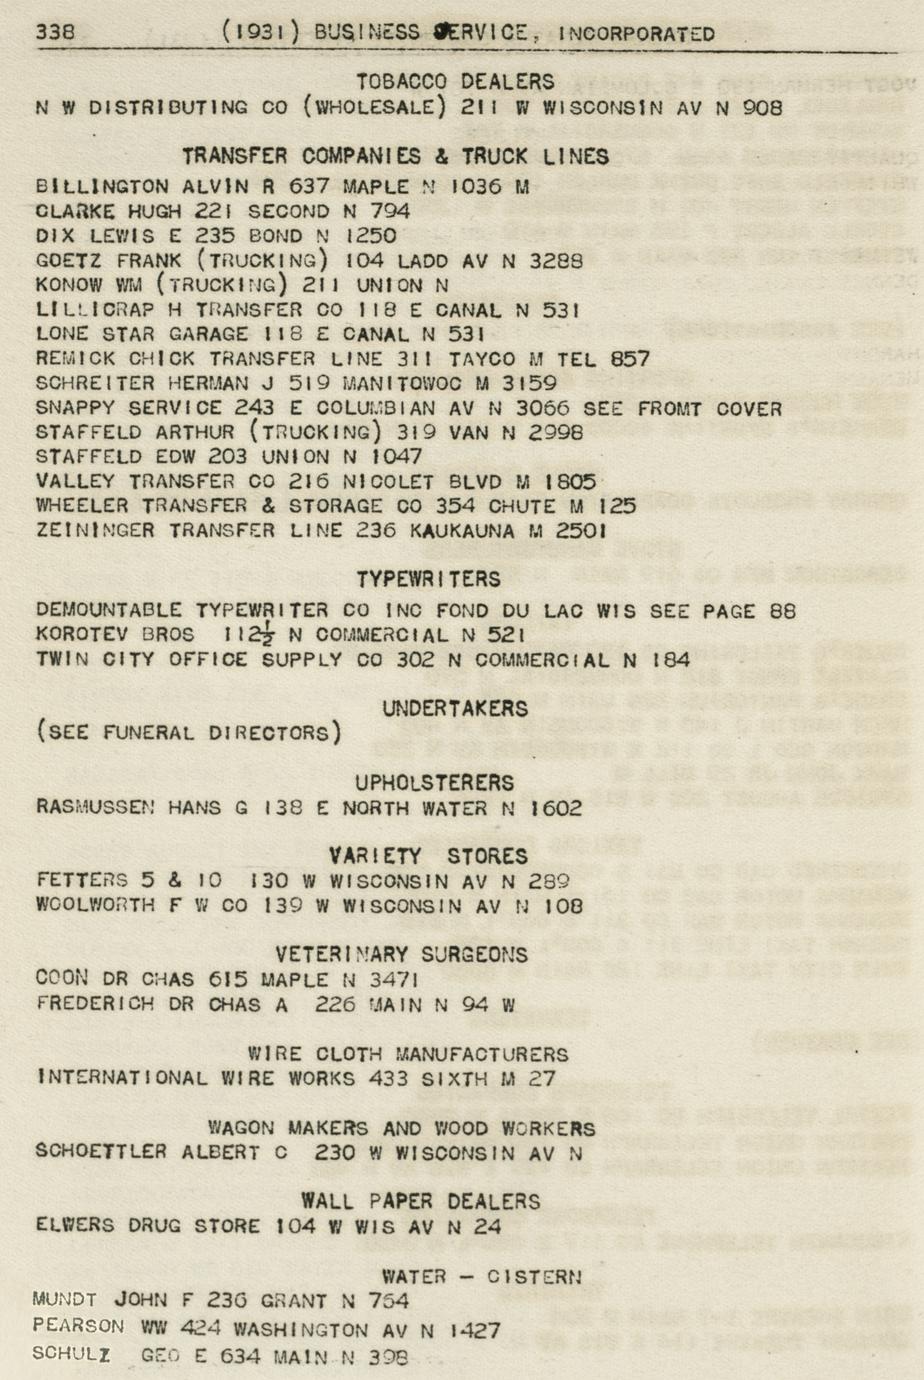 338 (1931) BUSINESS SERVICE, INCORPORATED
TOBACCO DEALERS
N W DISTRIBUTING CO (WHOLESALE) 211 W WISCONSIN AV N 908
TRANSFER COMPANIES & TRUCK LINES
BILLINGTON ALVIN R 637 MAPLE N 1036 M
CLARKE HUGH 221 SECOND N 794
DIX LEWIS E 235 BOND N 1250
GOETZ FRANK (TRUCKING) 104 LADD AV N 3288
KONOW WM (TRUCKING) 211 UNION N
LILLICRAP H TRANSFER CO 118 E CANAL N 531
LONE STAR GARAGE 118 E CANAL N 531
REMICK CHICK TRANSFER LINE 311 TAYCO M TEL 857
SCHREITER HERMAN J 519 MANITOWOC M 3159
SNAPPY SERVICE 243 E COLUMBIAN AV N 3066 SEE FROMT COVER
STAFFELD ARTHUR (TRUCKING) 319 VAN N 2998
STAFFELD EDW 203 UNION N 1047
VALLEY TRANSFER CO 216 NICOLET BLVD M 1805
WHEELER TRANSFER & STORAGE CO 354 CHUTE M 125
ZEININGER TRANSFER LINE 236 KAUKAUNA M 2501
TYPEWRITERS
DEMOUNTABLE TYPEWRITER CO INC FOND DU LAC WIS SEE PAGE 88
KOROTEV BROS 112½ N COMMERCIAL N 521
TWIN CITY OFFICE SUPPLY CO 302 N COMMERCIAL N 184
UNDERTAKERS
(SEE FUNERAL DIRECTORS)
UPHOLSTERERS
RASMUSSEN HANS G 138 E NORTH WATER N 1602
VARIETY STORES
FETTERS 5 & 10 130 W WISCONSIN AV N 289
WOOLWORTH F W CO 139 W WISCONSIN AV N 108
VETERINARY SURGEONS
COON DR CHAS 615 MAPLE N 3471
FREDERICH DR CHAS A 226 MAIN N 94 W
WIRE CLOTH MANUFACTURERS
INTERNATIONAL WIRE WORKS 433 SIXTH M 27
WAGON MAKERS AND WOOD WORKERS
SCHOETTLER ALBERT C 230 W WISCONSIN AV N
WALL PAPER DEALERS
ELWERS DRUG STORE 104 W WIS AV N 24
WATER - CISTERN
MUNDT JOHN F 236 GRANT N 764
PEARSON WW 424 WASHINGTON AV N 1427
SCHULZ GEO E 634 MAIN N 398